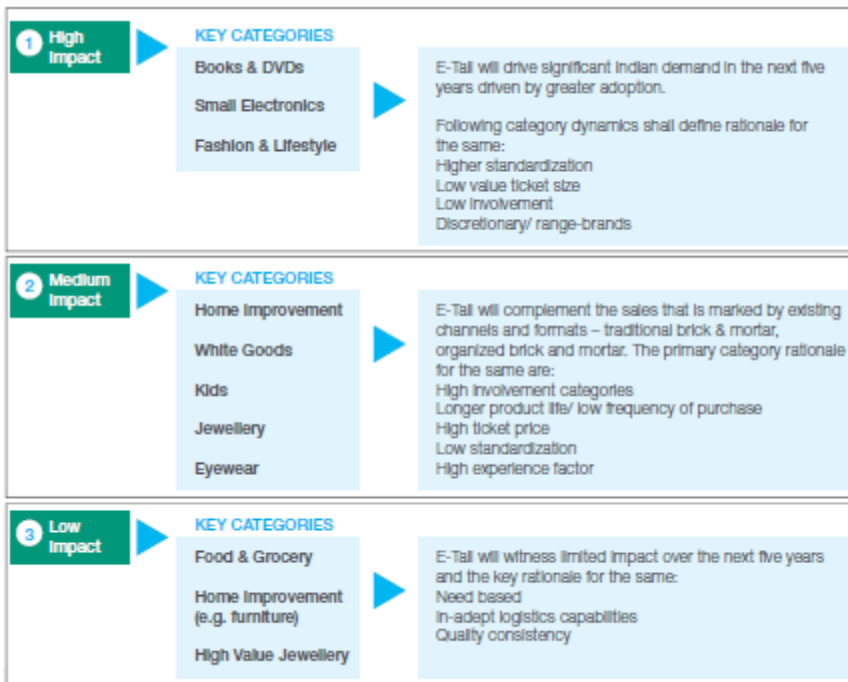 1 High Impact
KEY CATEGORIES
Books & DVDs
Small Electronics
Fashion & Lifestyle
E-Tail will drive significant Indian demand in the next five
years driven by greater adoption.
Following category dynamics shall define rationale for
the same:
Higher standardization
Low value ticket size
Low involvement
Discretionary/ range-brands
2 Medium Impact
KEY CATEGORIES
Home Improvement
White Goods
Kids
Jewellery
Eyewear
E-Tail will complement the sales that is marked by existing
channels and formats – traditional brick & mortar,
organized brick and mortar. The primary category rationale
for the same are:
High involvement categories
Longer product life/ low frequency of purchase
High ticket price
Low standardization
High experience factor
3 Low Impact
KEY CATEGORIES
Food & Grocery
Home Improvement
(e.g. furniture)
High Value Jewellery
E-Tail will witness limited impact over the next five years
and the key rationale for the same:
Need based
In-adept logistics capabilities
Quality consistency